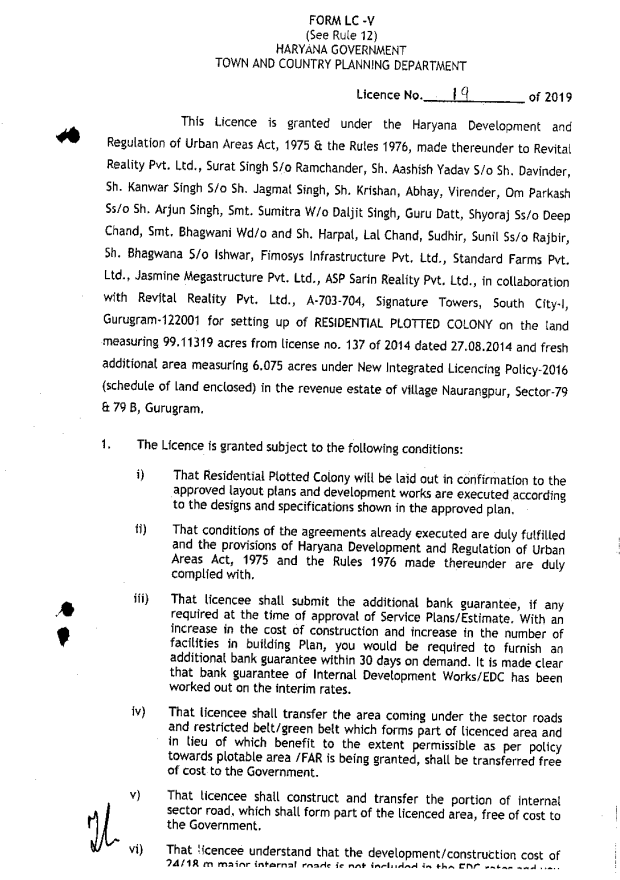 FORM LC -V
(See Rule 12)
HARYANA GOVERNMENT
TOWN AND COUNTRY PLANNING DEPARTMENT
Licence No. 19 of 2019
This Licence is granted under the Haryana Development and
Regulation of Urban Areas Act, 1975 & the Rules 1976, made thereunder to Revital
Reality Pvt. Ltd., Surat Singh S/o Ramchander, Sh. Aashish Yadav S/o Sh. Davinder,
Sh. Kanwar Singh S/o Sh. Jagmal Singh, Sh. Krishan, Abhay, Virender, Om Parkash
Ss/o Sh. Arjun Singh, Smt. Sumitra W/o Daljit Singh, Guru Datt, Shyoraj Ss/o Deep
Chand, Smt. Bhagwani Wd/o and Sh. Harpal, Lal Chand, Sudhir, Sunil Ss/o Rajbir,
Sh. Bhagwana S/o Ishwar, Fimosys Infrastructure Pvt. Ltd., Standard Farms Pvt.
Ltd., Jasmine Megastructure Pvt. Ltd., ASP Sarin Reality Pvt. Ltd., in collaboration
with Revital Reality Pvt. Ltd., A-703-704, Signature Towers, South City-I,
Gurugram-122001 for setting up of RESIDENTIAL PLOTTED COLONY on the land
measuring 99.11319 acres from license no. 137 of 2014 dated 27.08.2014 and fresh
additional area measuring 6.075 acres under New Integrated Licencing Policy-2016
(schedule of land enclosed) in the revenue estate of village Naurangpur, Sector-79
& 79 B, Gurugram.
1. The Licence is granted subject to the following conditions:
i) That Residential Plotted Colony will be laid out in confirmation to the
approved layout plans and development works are executed according
to the designs and specifications shown in the approved plan.
ii) That conditions of the agreements already executed are duly fulfilled
and the provisions of Haryana Development and Regulation of Urban
Areas Act, 1975 and the Rules 1976 made thereunder are duly
complied with.
iii) That licencee shall submit the additional bank guarantee, if any
required at the time of approval of Service Plans/Estimate. With an
increase in the cost of construction and increase in the number of
facilities in building Plan, you would be required to furnish an
additional bank guarantee within 30 days on demand. It is made clear
that bank guarantee of Internal Development Works/EDC has been
worked out on the interim rates.
iv) That licencee shall transfer the area coming under the sector roads
and restricted belt/green belt which forms part of licenced area and
in lieu of which benefit to the extent permissible as per policy
towards plotable area /FAR is being granted, shall be transferred free
of cost to the Government.
v) That licencee shall construct and transfer the portion of internal
sector road, which shall form part of the licenced area, free of cost to
the Government.
vi) That licencee understand that the development/construction cost of
24/18 m major internal roads is not included in the EDC rates and you